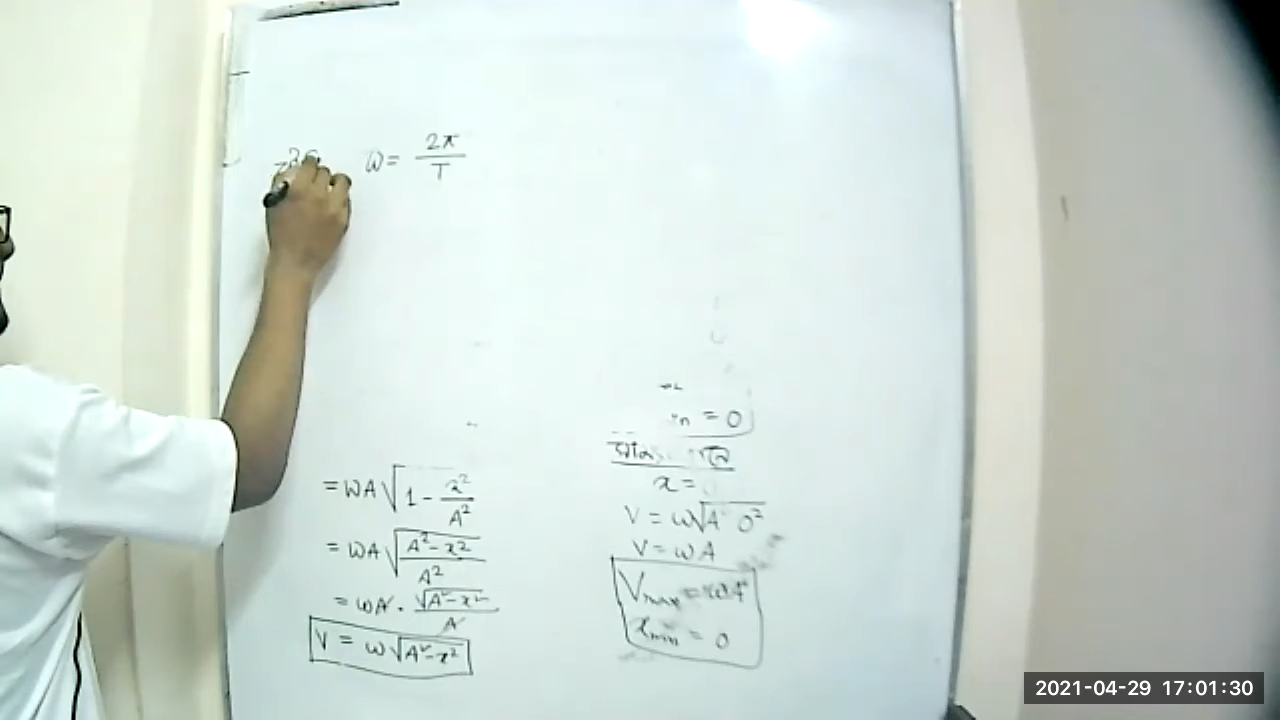 ω = 2π/T
= ωA√(1 - x²/A²)
= ωA√((A²-x²)/A²)
= ωA · √(A²-x²)/A
V = ω√(A²-x²)
= 0
x =
V = ω√(A² 0²)
V = ωA
Vmax = ωA
xmin = 0
2021-04-29 17:01:30